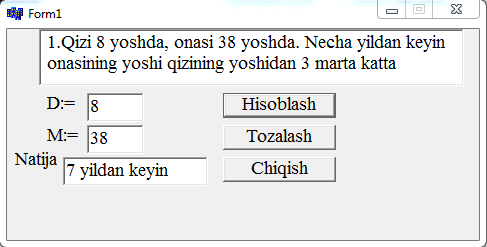 Form1
1.Qizi 8 yoshda, onasi 38 yoshda. Necha yildan keyin
onasining yoshi qizining yoshidan 3 marta katta
D:= 8 Hisoblash
M:= 38 Tozalash
Natija 7 yildan keyin Chiqish